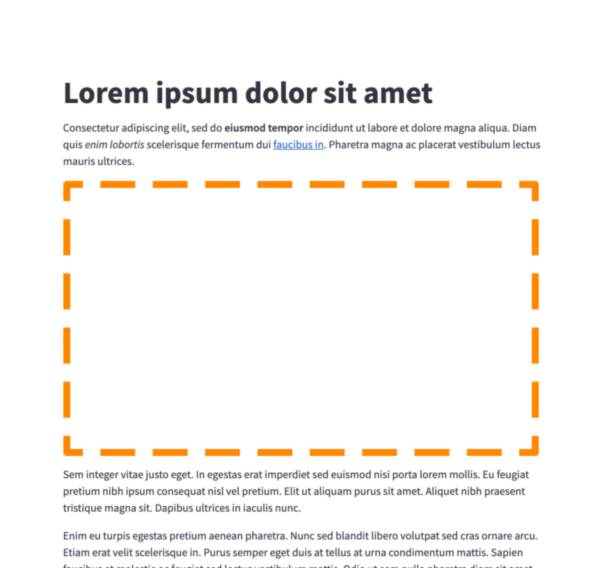 Lorem ipsum dolor sit amet
Consectetur adipiscing elit, sed do eiusmod tempor incididunt ut labore et dolore magna aliqua. Diam
quis enim lobortis scelerisque fermentum dui faucibus in. Pharetra magna ac placerat vestibulum lectus
mauris ultrices.
Sem integer vitae justo eget. In egestas erat imperdiet sed euismod nisi porta lorem mollis. Eu feugiat
pretium nibh ipsum consequat nisl vel pretium. Elit ut aliquam purus sit amet. Aliquet nibh praesent
tristique magna sit. Dapibus ultrices in iaculis nunc.
Enim eu turpis egestas pretium aenean pharetra. Nunc sed blandit libero volutpat sed cras ornare arcu.
Etiam erat velit scelerisque in. Purus semper eget duis at tellus at urna condimentum mattis. Sapien